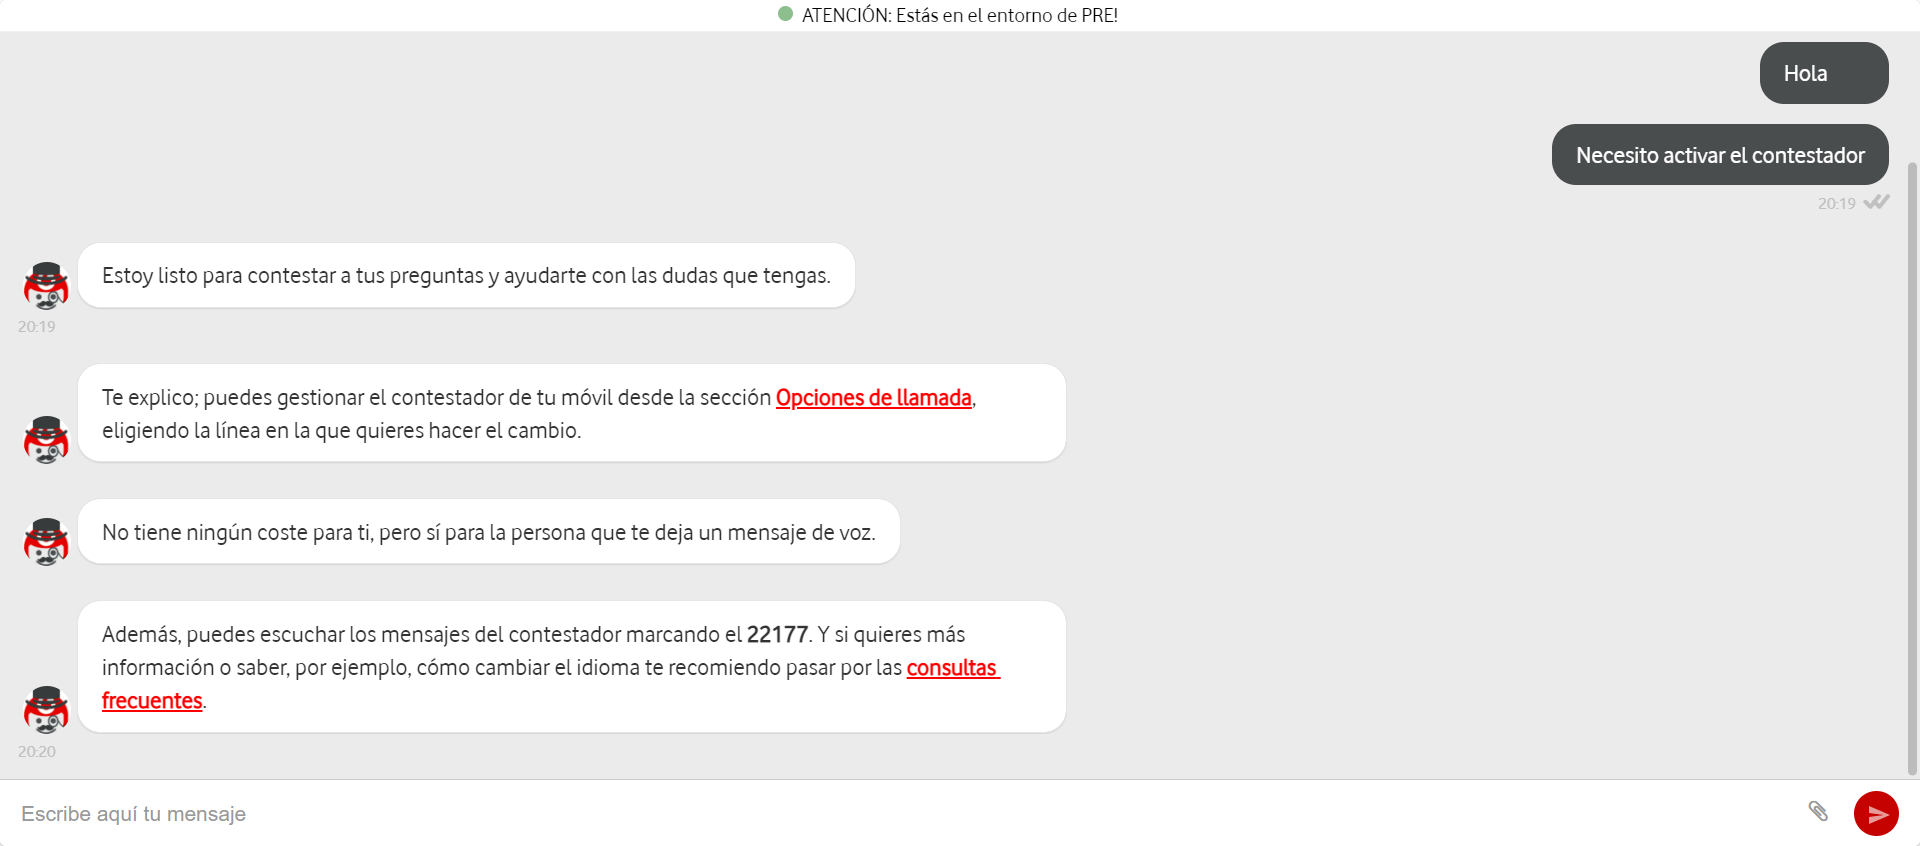 ATENCIÓN: Estás en el entorno de PRE!
Hola
Necesito activar el contestador
20:19
Estoy listo para contestar a tus preguntas y ayudarte con las dudas que tengas.
20:19
Te explico; puedes gestionar el contestador de tu móvil desde la sección Opciones de llamada,
eligiendo la línea en la que quieres hacer el cambio.
No tiene ningún coste para ti, pero sí para la persona que te deja un mensaje de voz.
Además, puedes escuchar los mensajes del contestador marcando el 22177. Y si quieres más
información o saber, por ejemplo, cómo cambiar el idioma te recomiendo pasar por las consultas
frecuentes.
20:20
Escribe aquí tu mensaje